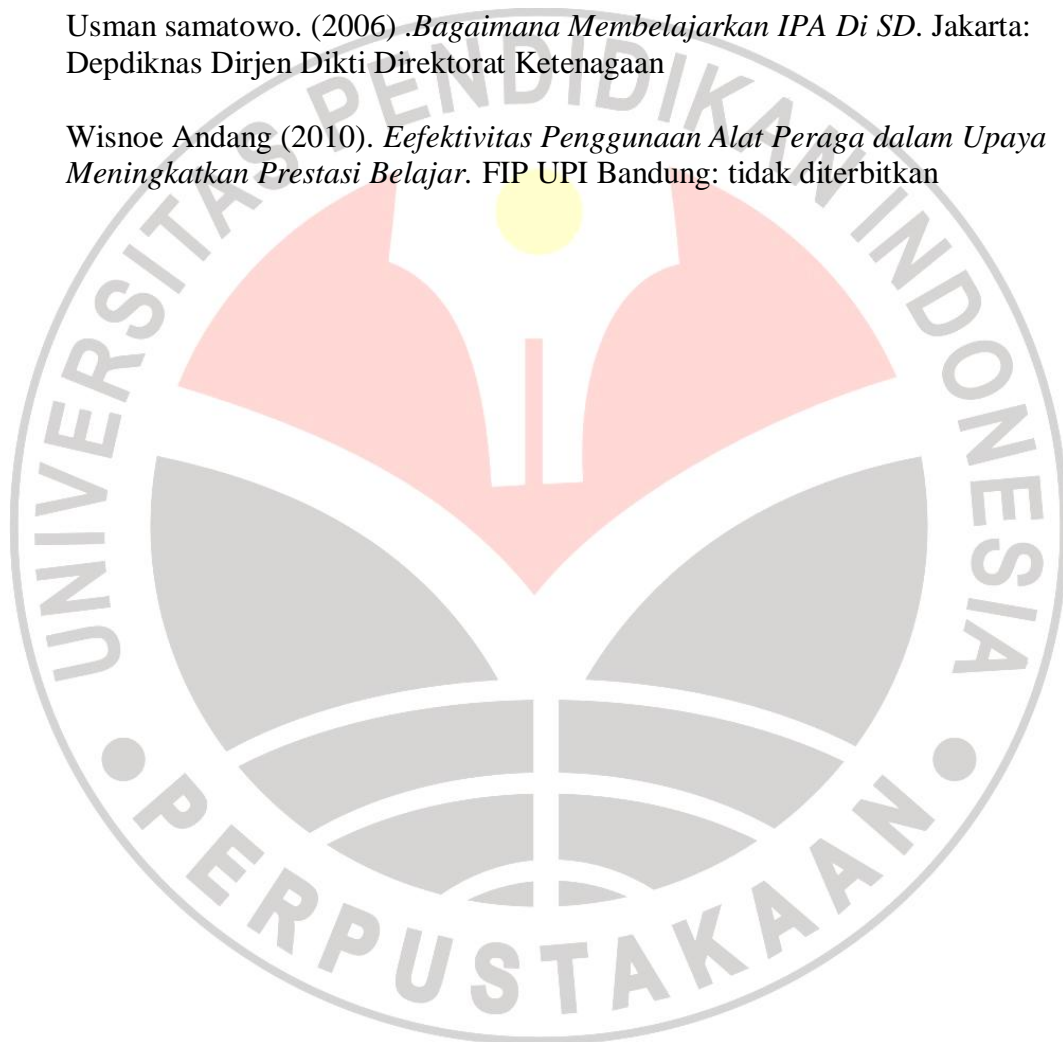 Usman samatowo. (2006) .Bagaimana Membelajarkan IPA Di SD. Jakarta:
Depdiknas Dirjen Dikti Direktorat Ketenagaan
Wisnoe Andang (2010). Eefektivitas Penggunaan Alat Peraga dalam Upaya
Meningkatkan Prestasi Belajar. FIP UPI Bandung: tidak diterbitkan
UNIVERSITAS PENDIDIKAN INDONESIA
PERPUSTAKAAN